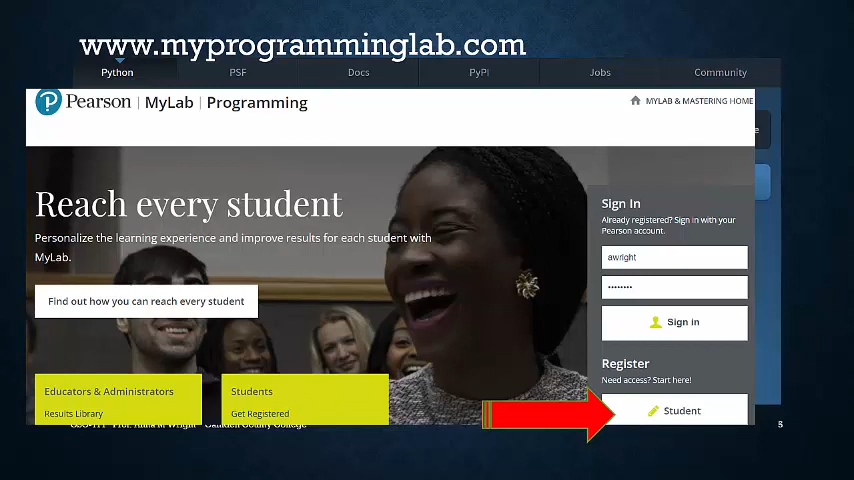 www.myprogramminglab.com
Python PSF Docs PyPI Jobs Community
Pearson | MyLab | Programming
MYLAB & MASTERING HOME
Reach every student
Personalize the learning experience and improve results for each student with
MyLab.
Find out how you can reach every student
Educators & Administrators
Results Library
Students
Get Registered
Sign In
Already registered? Sign in with your
Pearson account.
awright
••••••••
Sign in
Register
Need access? Start here!
Student
Camden County College